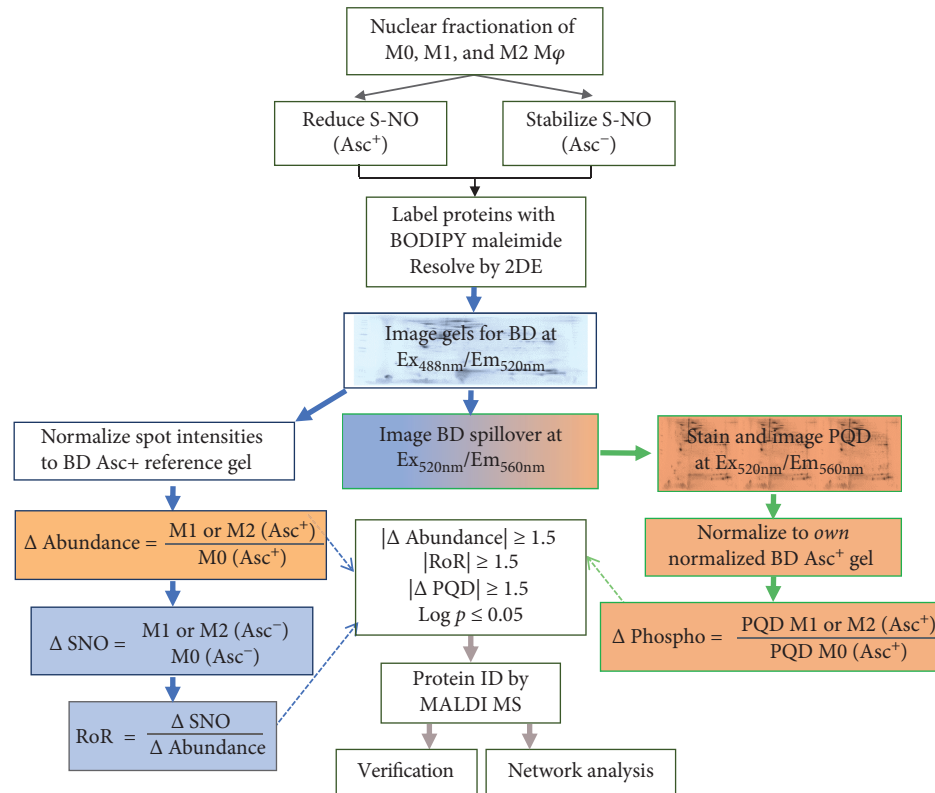 Nuclear fractionation of
M0, M1, and M2 Mφ
Reduce S-NO
(Asc⁺)
Stabilize S-NO
(Asc⁻)
Label proteins with
BODIPY maleimide
Resolve by 2DE
Image gels for BD at
Ex₄₈₈ₙₘ/Em₅₂₀ₙₘ
Normalize spot intensities
to BD Asc+ reference gel
Image BD spillover at
Ex₅₂₀ₙₘ/Em₅₆₀ₙₘ
Stain and image PQD
at Ex₅₂₀ₙₘ/Em₅₆₀ₙₘ
Δ Abundance = M1 or M2 (Asc⁺)
M0 (Asc⁺)
|Δ Abundance| ≥ 1.5
|RoR| ≥ 1.5
|Δ PQD| ≥ 1.5
Log p ≤ 0.05
Normalize to own
normalized BD Asc⁺ gel
Δ SNO = M1 or M2 (Asc⁻)
M0 (Asc⁻)
Δ Phospho = PQD M1 or M2 (Asc⁺)
PQD M0 (Asc⁺)
RoR = Δ SNO
Δ Abundance
Protein ID by
MALDI MS
Verification
Network analysis